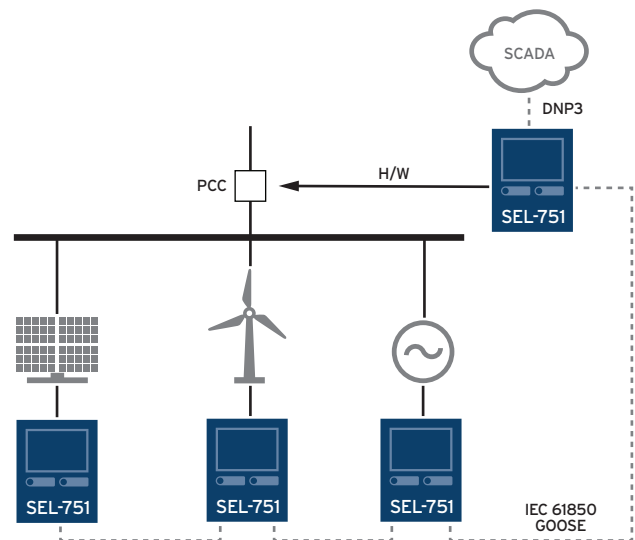 SCADA
DNP3
H/W
PCC
SEL-751
SEL-751
SEL-751
SEL-751
IEC 61850
GOOSE